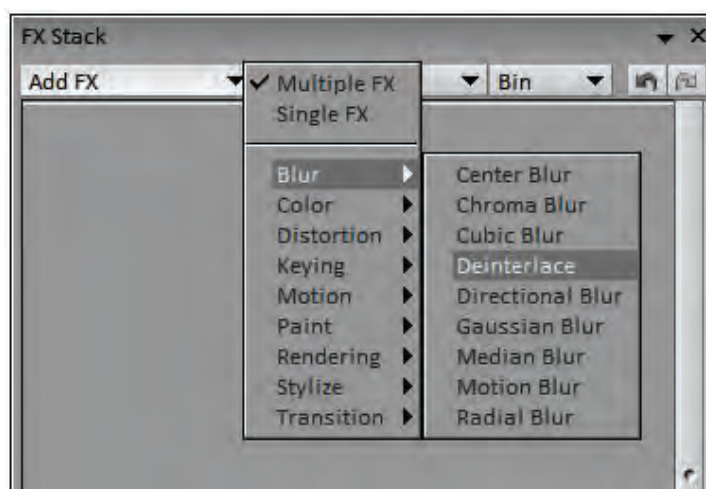 FX Stack
Add FX
Bin
Multiple FX
Single FX
Blur
Color
Distortion
Keying
Motion
Paint
Rendering
Stylize
Transition
Center Blur
Chroma Blur
Cubic Blur
Deinterlace
Directional Blur
Gaussian Blur
Median Blur
Motion Blur
Radial Blur